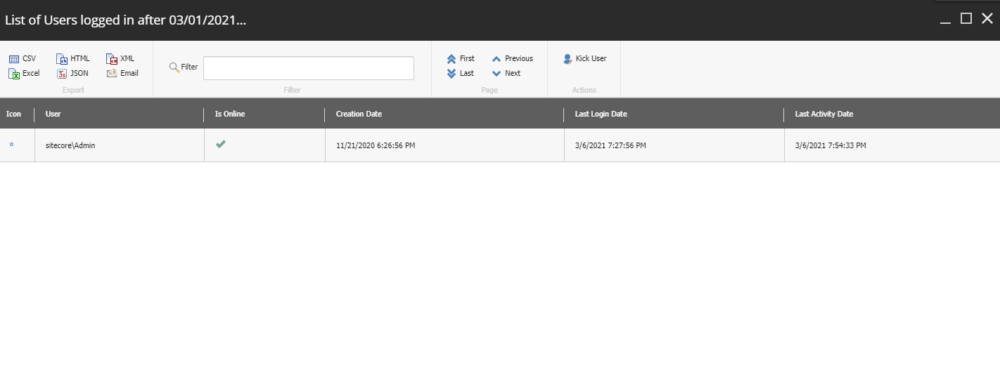 List of Users logged in after 03/01/2021...
CSV HTML XML
Excel JSON Email
Export
Filter
Filter
First Previous
Last Next
Page
Kick User
Actions
Icon User Is Online Creation Date Last Login Date Last Activity Date
sitecore\Admin 11/21/2020 6:26:56 PM 3/6/2021 7:27:56 PM 3/6/2021 7:54:33 PM